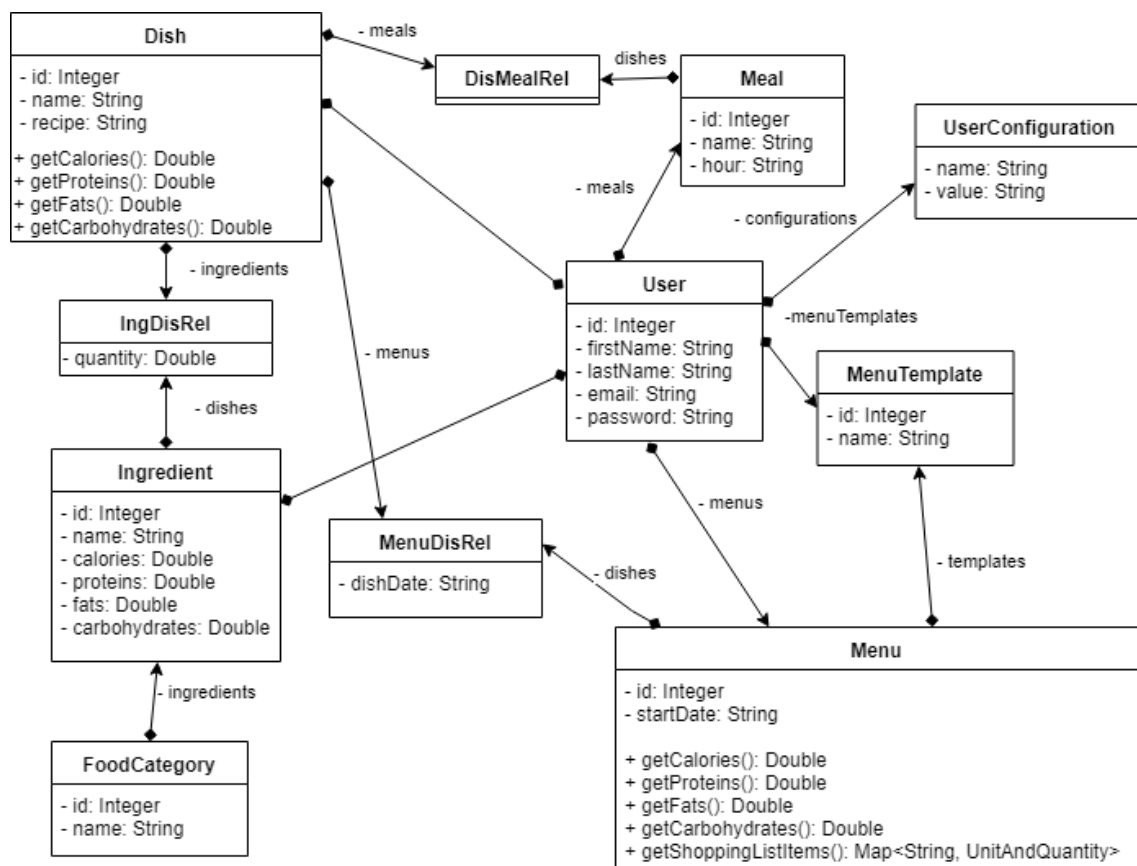 Dish
- id: Integer
- name: String
- recipe: String
+ getCalories(): Double
+ getProteins(): Double
+ getFats(): Double
+ getCarbohydrates(): Double
- meals
DisMealRel
dishes
Meal
- id: Integer
- name: String
- hour: String
UserConfiguration
- name: String
- value: String
- meals
- configurations
- ingredients
IngDisRel
- quantity: Double
User
- id: Integer
- firstName: String
- lastName: String
- email: String
- password: String
-menuTemplates
- menus
MenuTemplate
- id: Integer
- name: String
- dishes
Ingredient
- id: Integer
- name: String
- calories: Double
- proteins: Double
- fats: Double
- carbohydrates: Double
- menus
MenuDisRel
- dishDate: String
- dishes
- templates
- ingredients
FoodCategory
- id: Integer
- name: String
Menu
- id: Integer
- startDate: String
+ getCalories(): Double
+ getProteins(): Double
+ getFats(): Double
+ getCarbohydrates(): Double
+ getShoppingListItems(): Map<String, UnitAndQuantity>